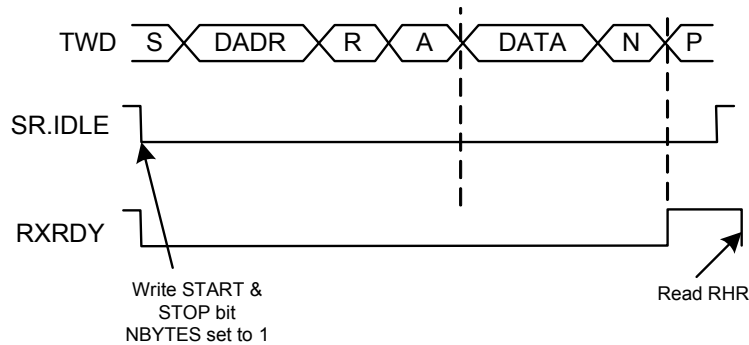 TWD S DADR R A DATA N P
SR.IDLE
RXRDY
Write START &
STOP bit
NBYTES set to 1
Read RHR